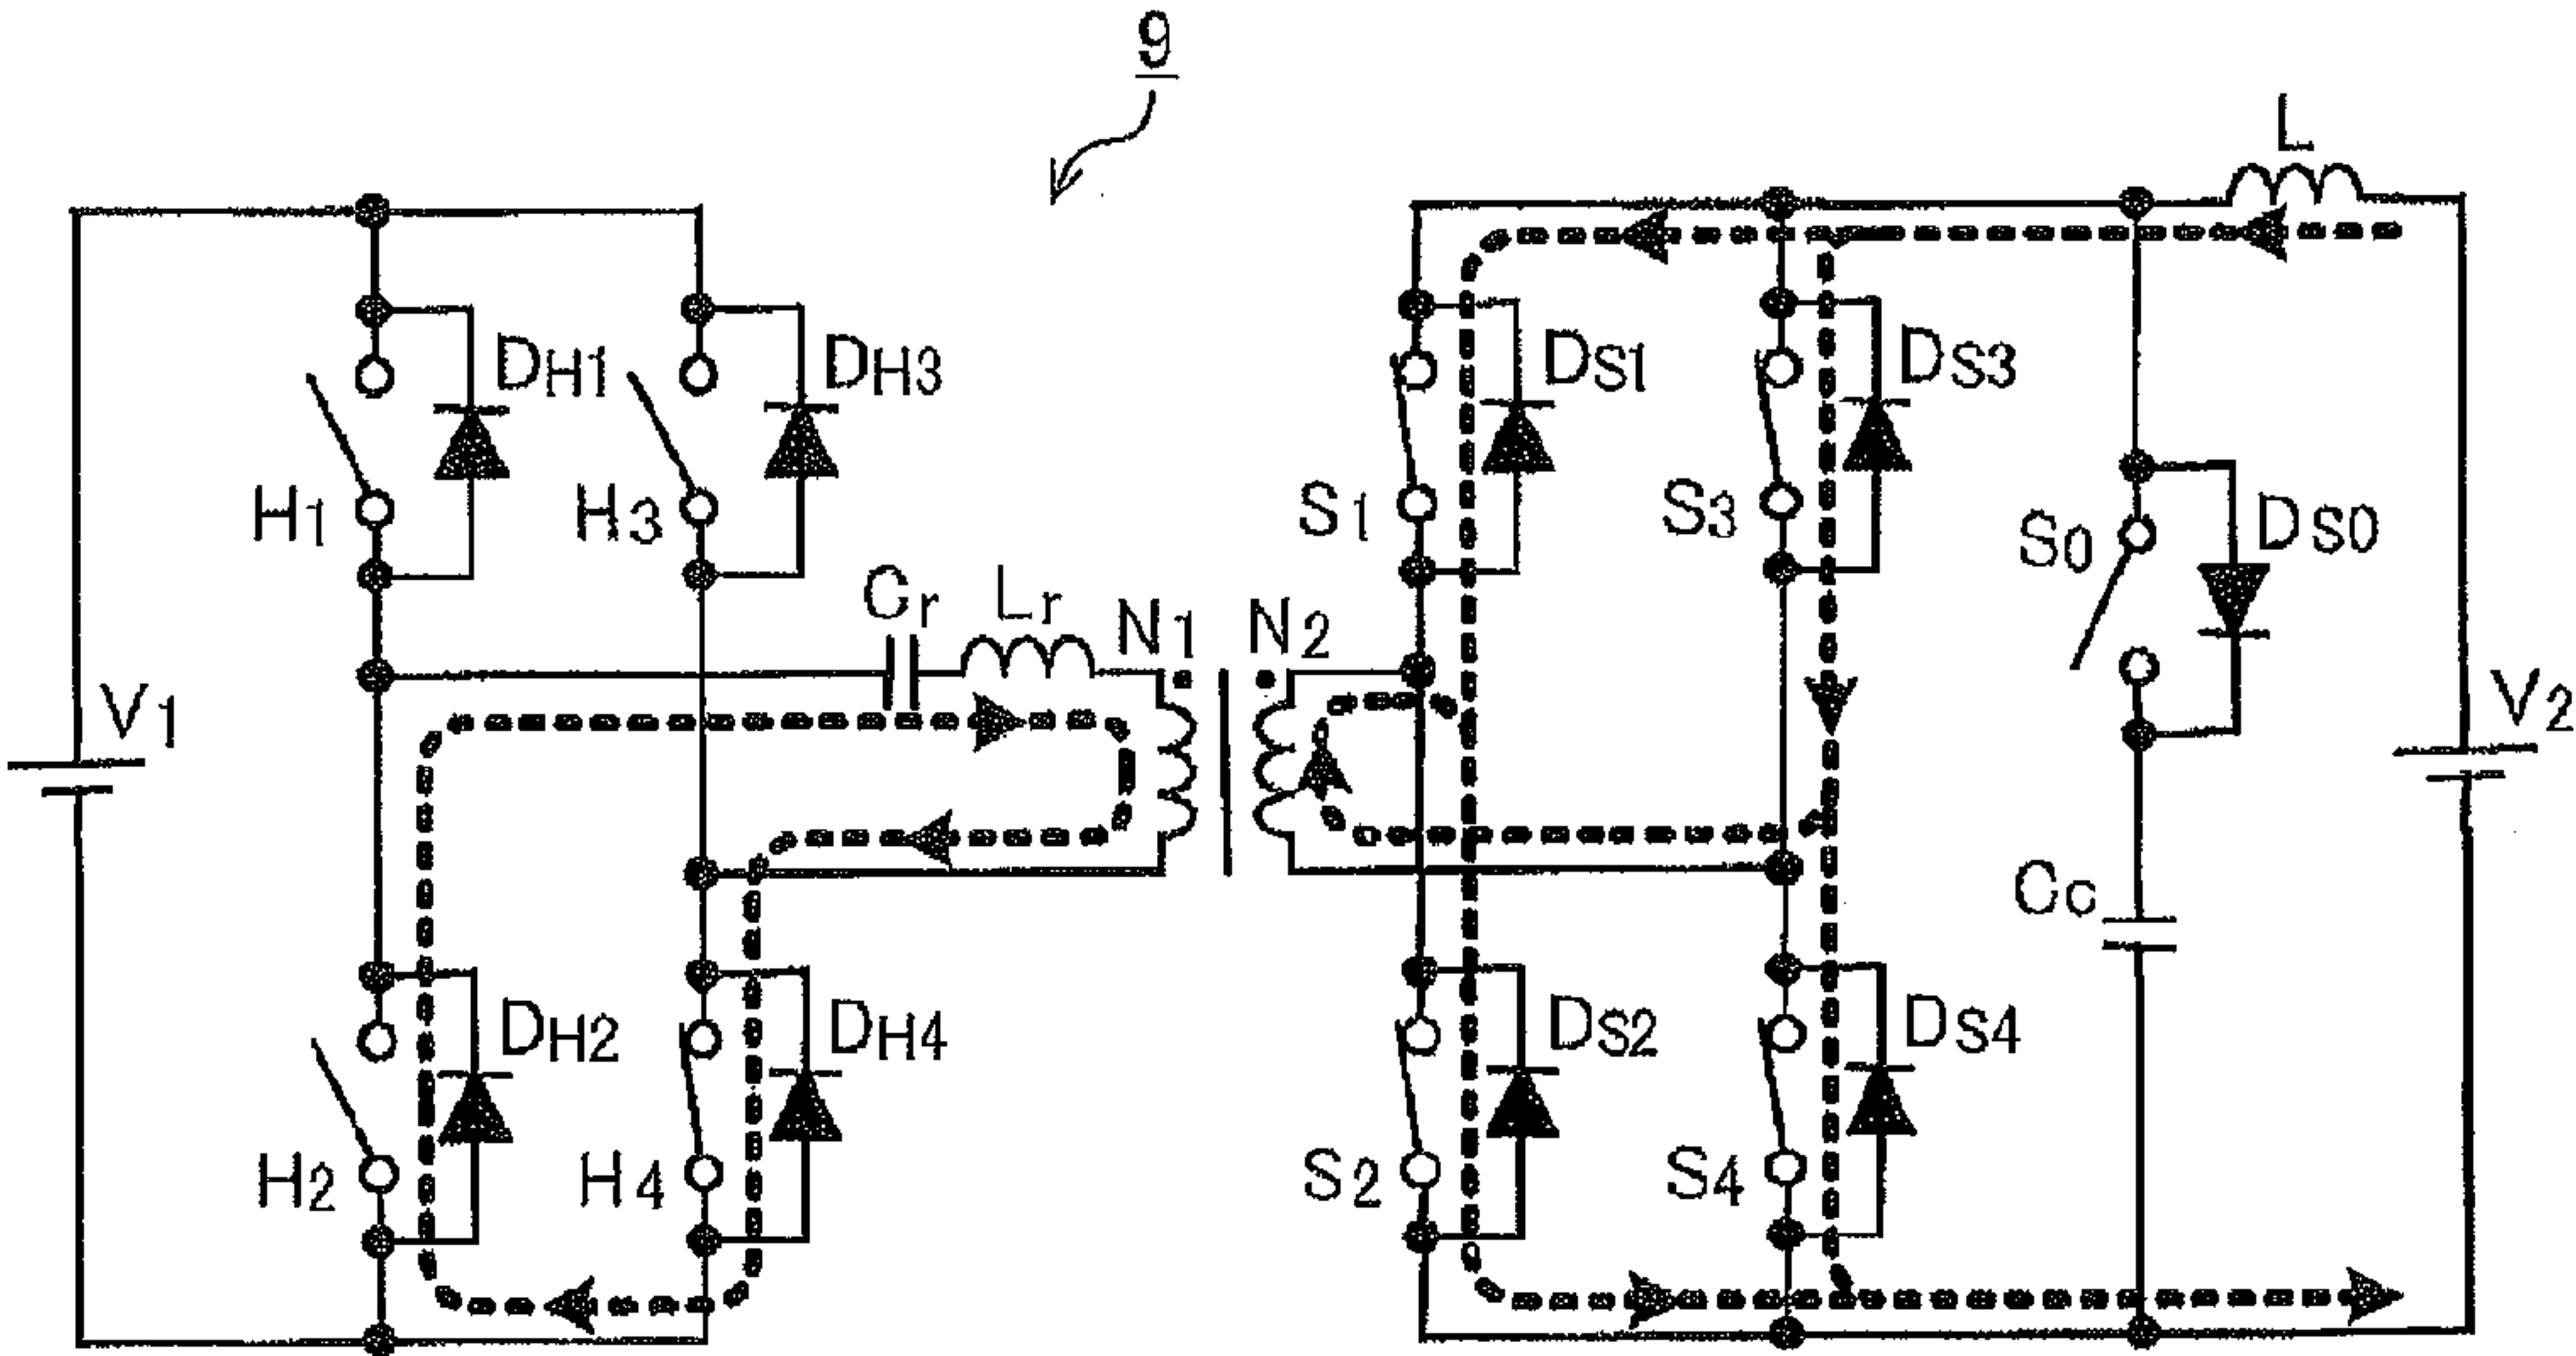 9
L
DH1
DH3
DS1
DS3
H1
H3
S1
S3
S0
DS0
Cr
Lr
N1
N2
V1
V2
Cc
DH2
DH4
DS2
DS4
H2
H4
S2
S4